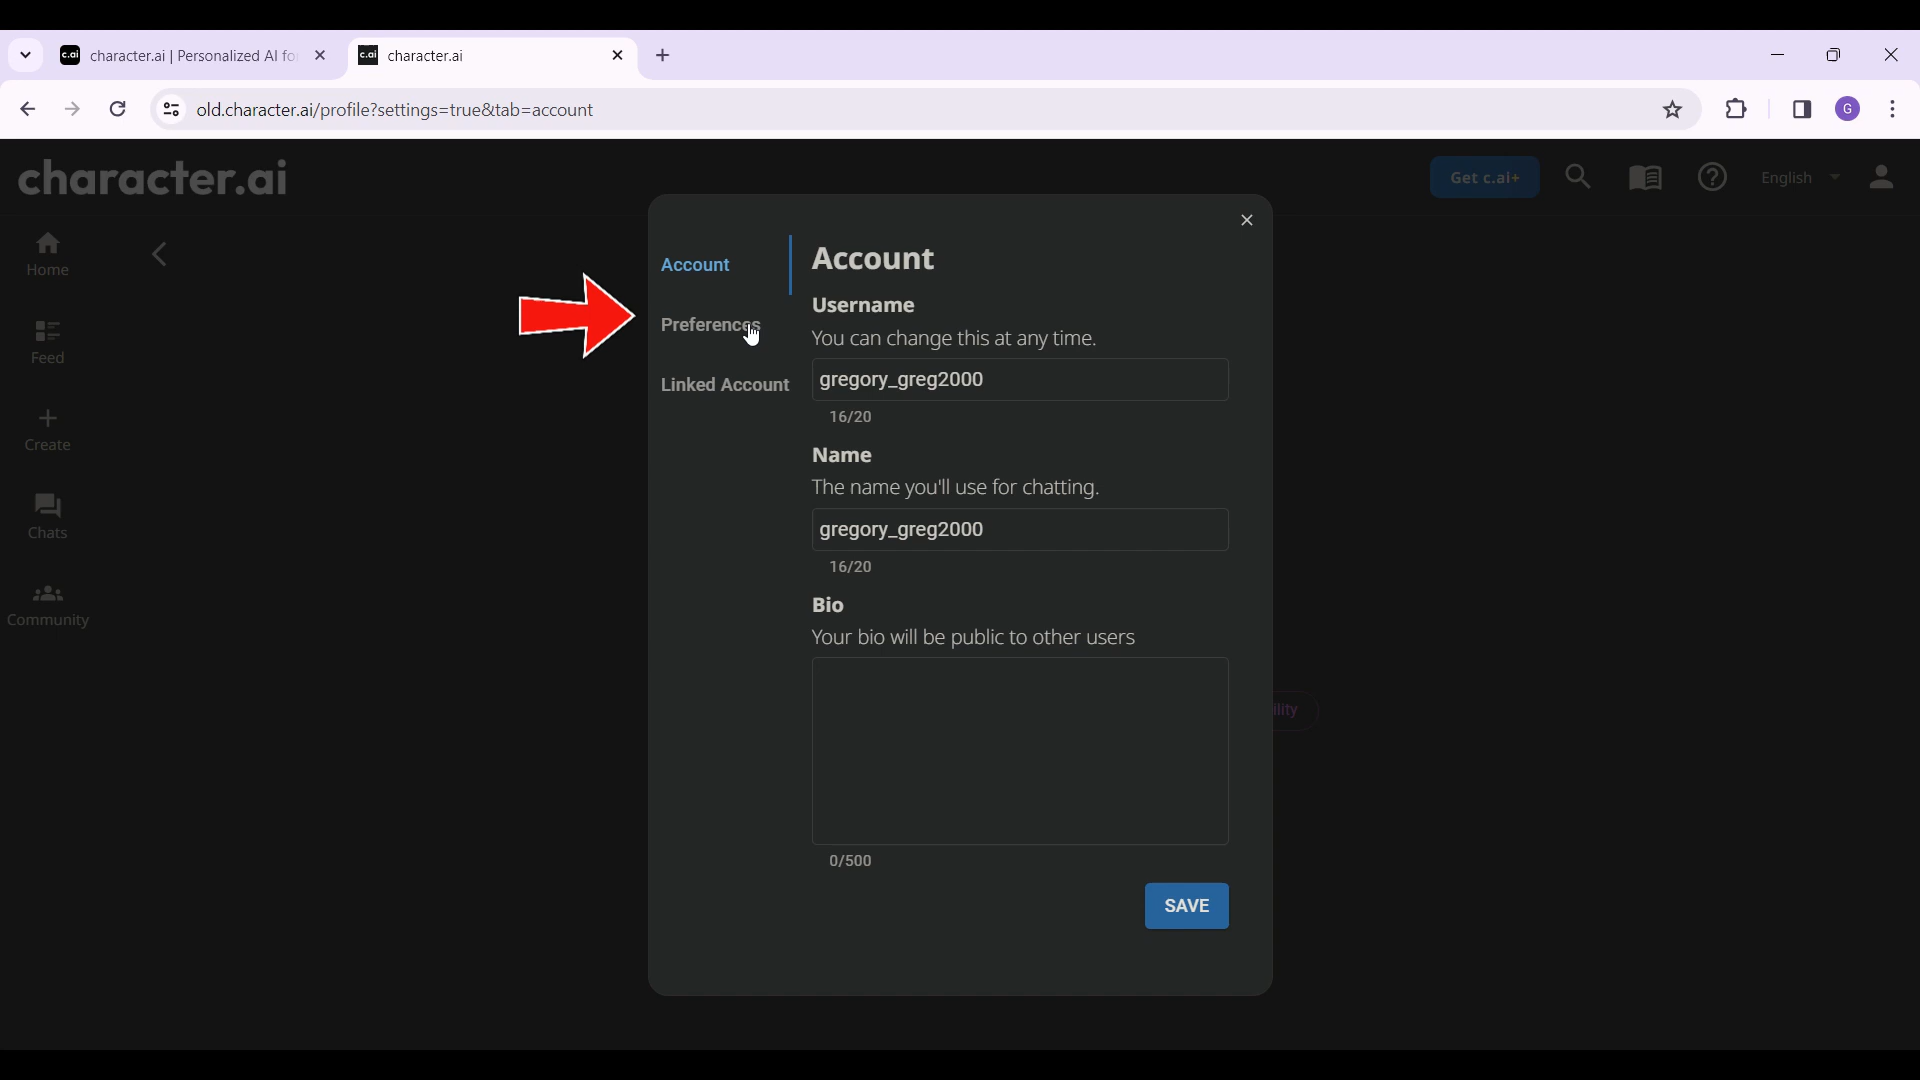 character.ai | Personalized AI fo
character.ai
old.character.ai/profile?settings=true&tab=account
G
character.ai
Get c.ai+
English
Home
Feed
Create
Chats
Community
Account
Preferences
Linked Account
Account
Username
You can change this at any time.
gregory_greg2000
16/20
Name
The name you'll use for chatting.
gregory_greg2000
16/20
Bio
Your bio will be public to other users
0/500
SAVE
ility